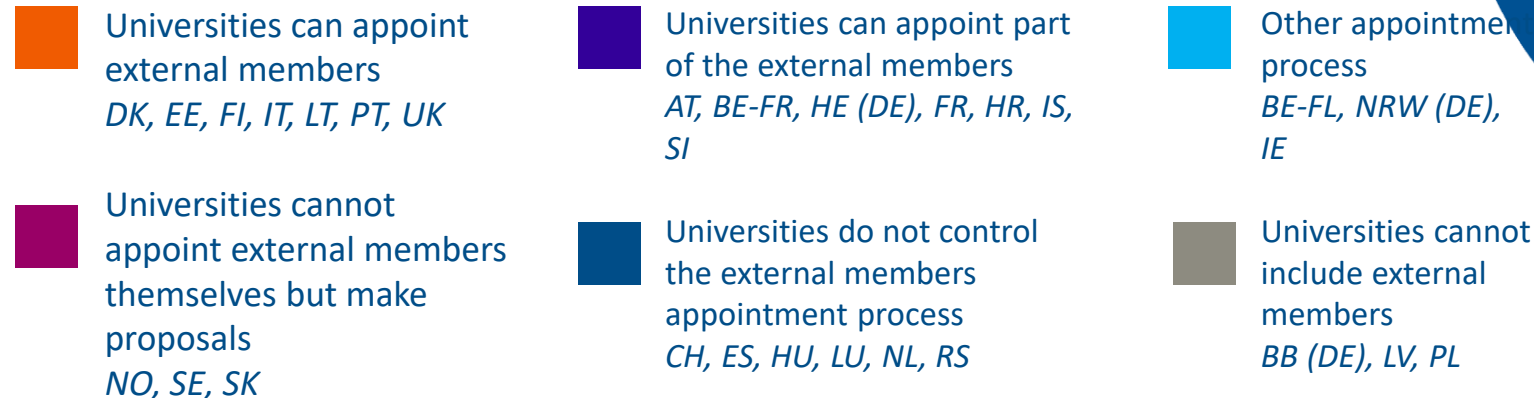 Universities can appoint
external members
DK, EE, FI, IT, LT, PT, UK
Universities cannot
appoint external members
themselves but make
proposals
NO, SE, SK
Universities can appoint part
of the external members
AT, BE-FR, HE (DE), FR, HR, IS,
SI
Universities do not control
the external members
appointment process
CH, ES, HU, LU, NL, RS
Other
process
BE-FL, NRW (DE),
IE
Universities cannot
include external
members
BB (DE), LV, PL